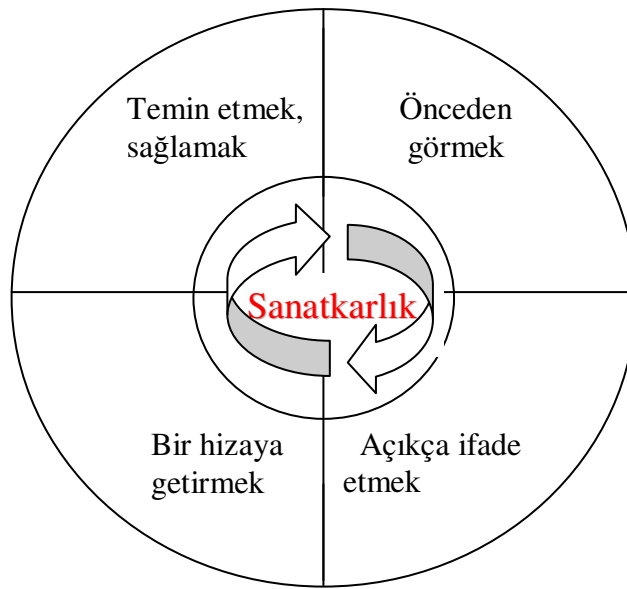 Temin etmek,
sağlamak
Önceden
görmek
Sanatkarlık
Bir hizaya
getirmek
Açıkça ifade
etmek